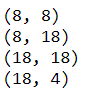 (8, 8)
(8, 18)
(18, 18)
(18, 4)